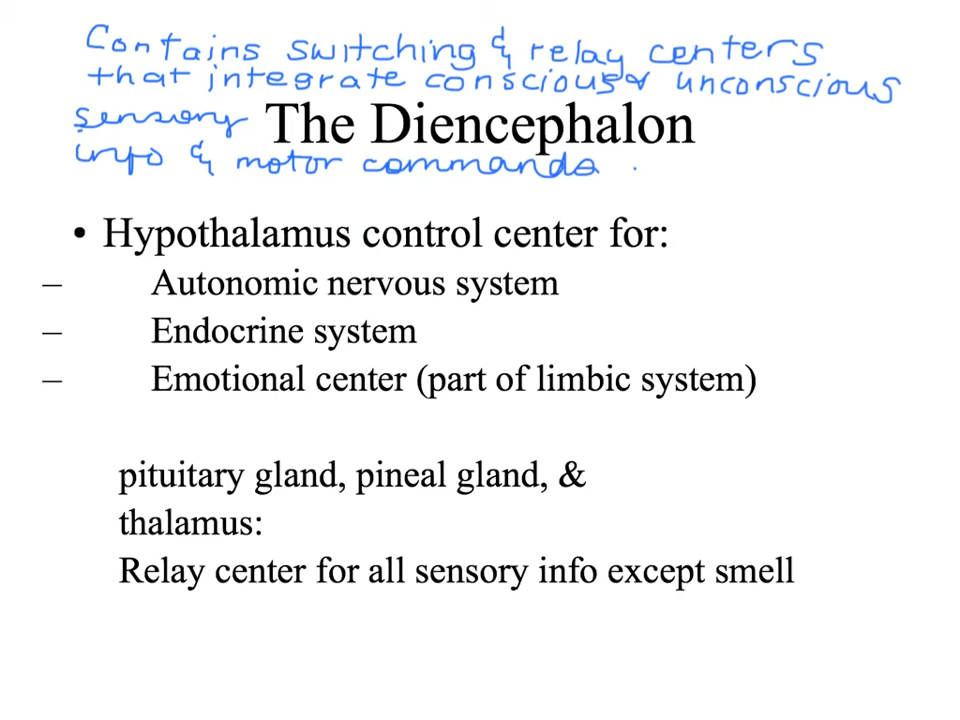 Contains switching & relay centers
that integrate conscious & unconscious
sensory
The Diencephalon
info & motor commands.
• Hypothalamus control center for:
– Autonomic nervous system
– Endocrine system
– Emotional center (part of limbic system)
pituitary gland, pineal gland, &
thalamus:
Relay center for all sensory info except smell